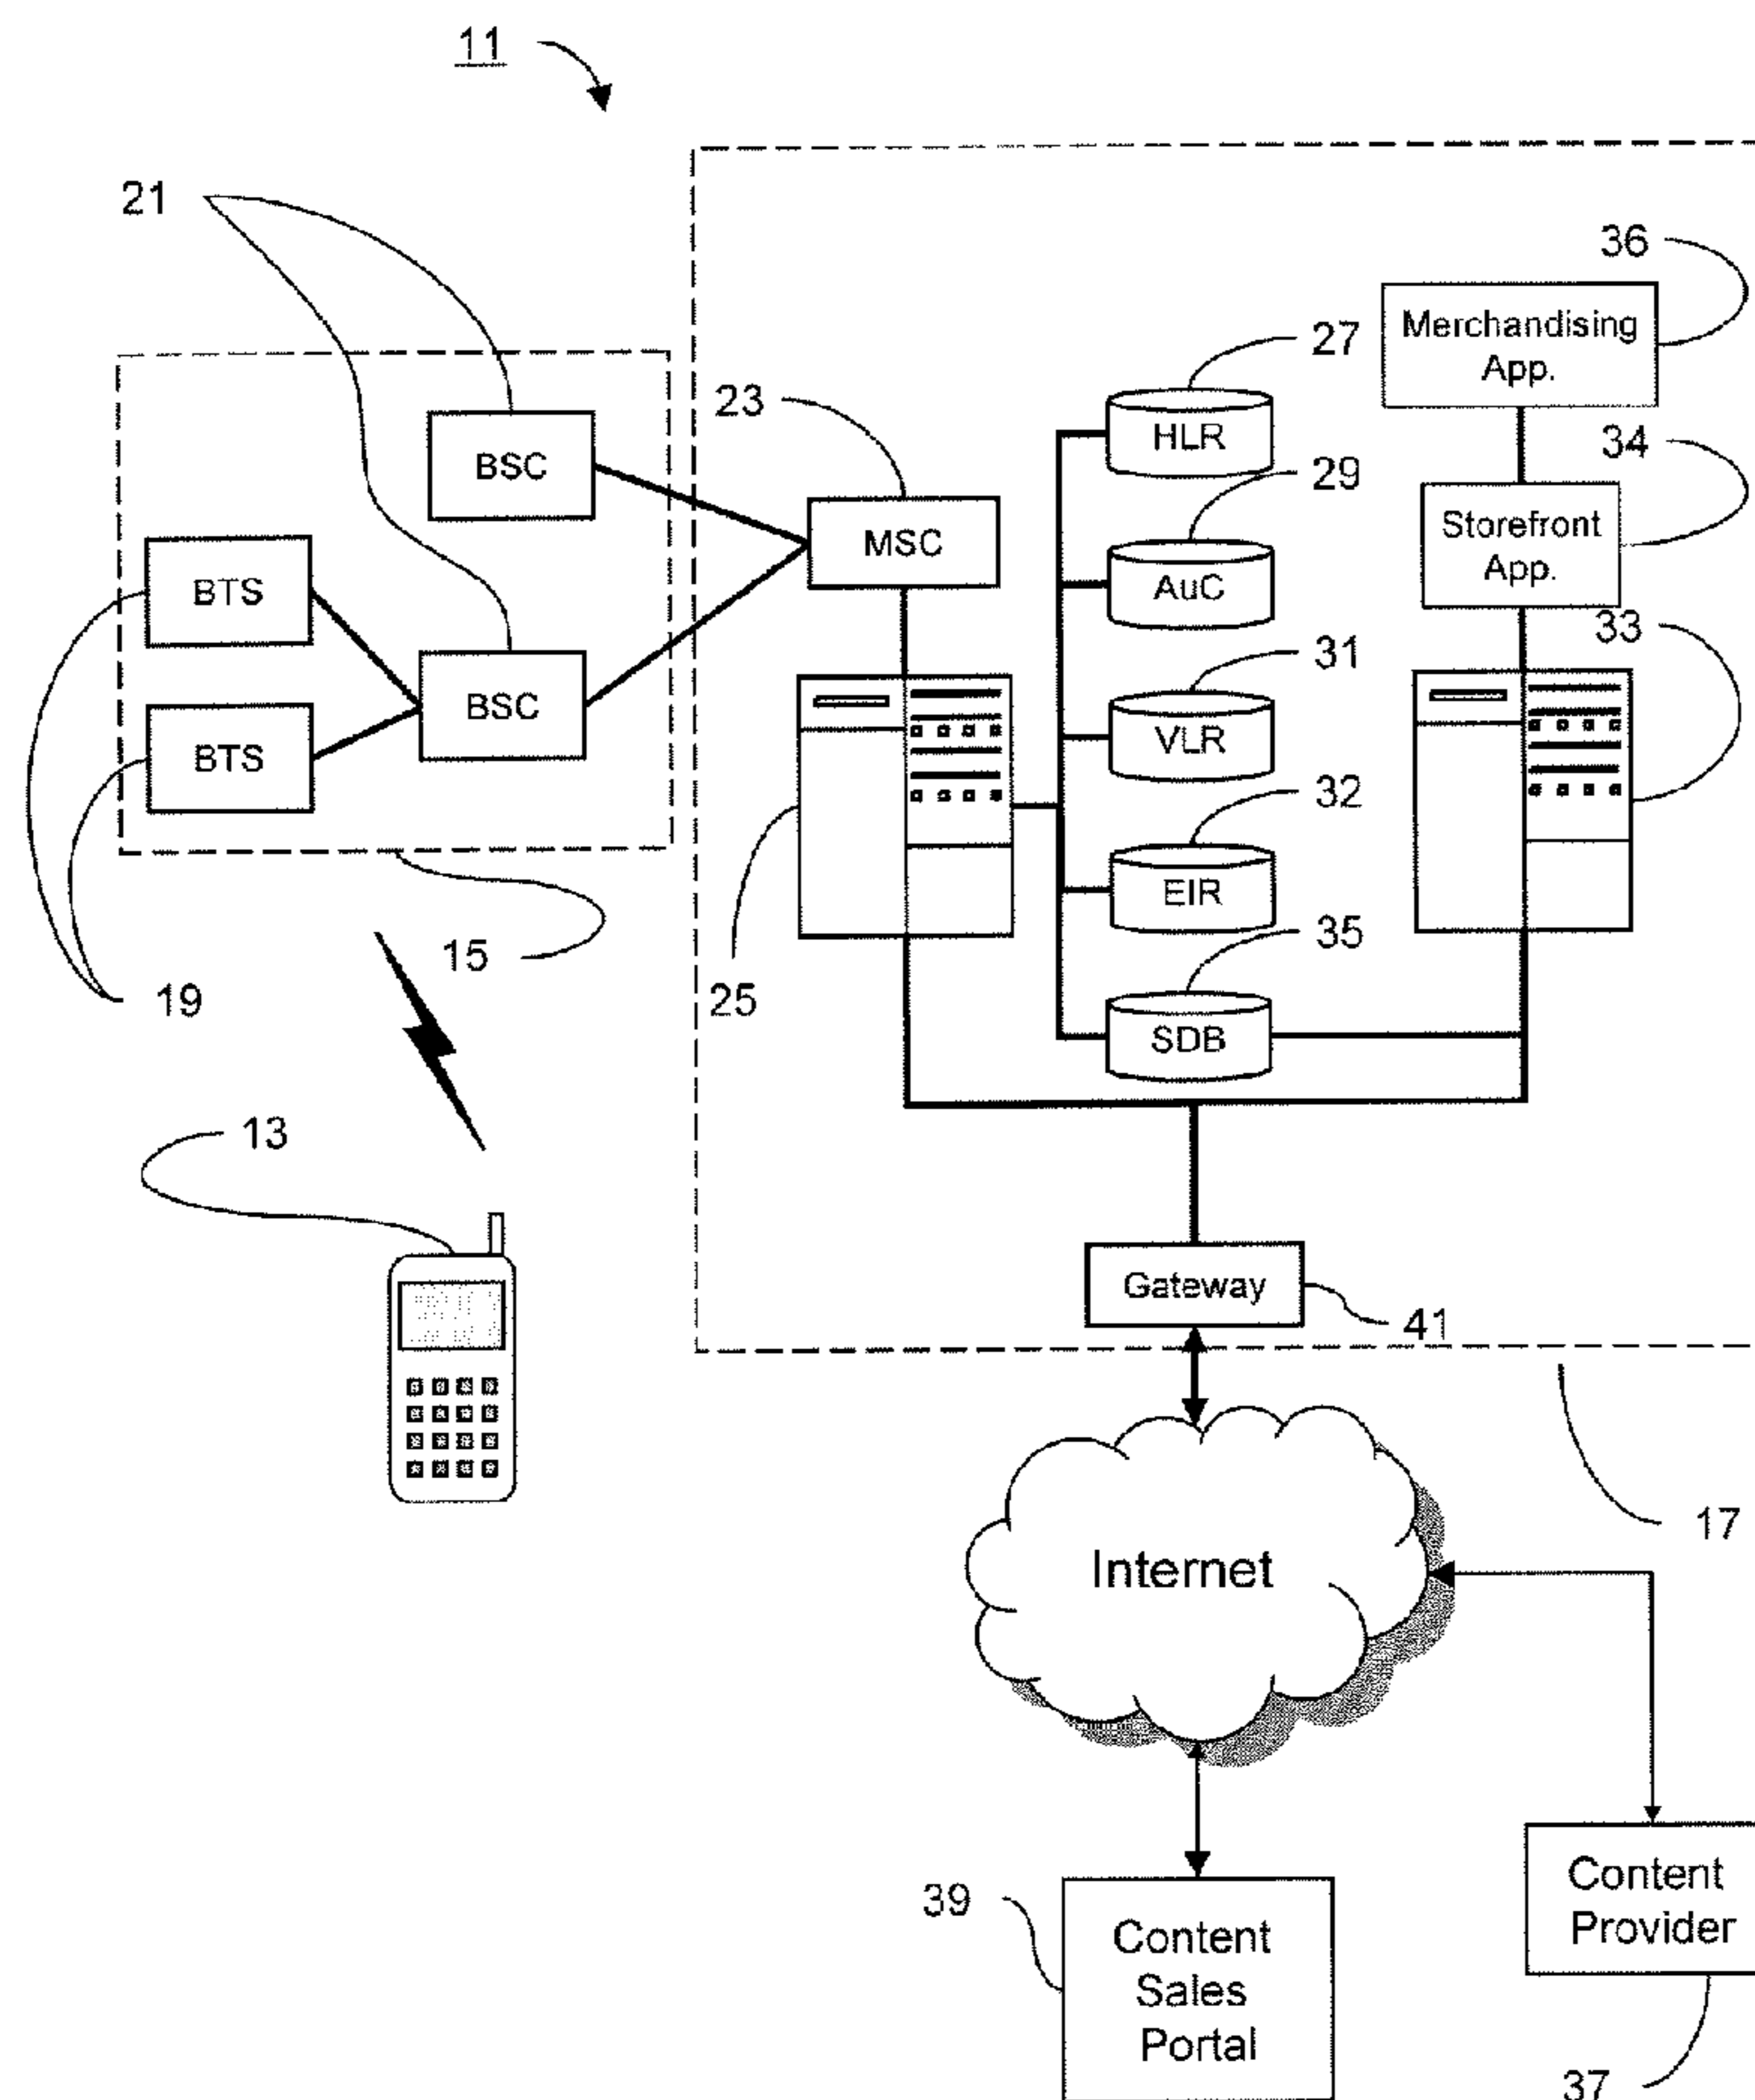 11
21
36
Merchandising
App.
27
HLR
23
BSC
34
29
MSC
Storefront
App.
BTS
AuC
33
31
BSC
VLR
BTS
32
EIR
35
15
25
19
SDB
13
Gateway
41
17
Internet
39
Content
Sales
Portal
Content
Provider
37